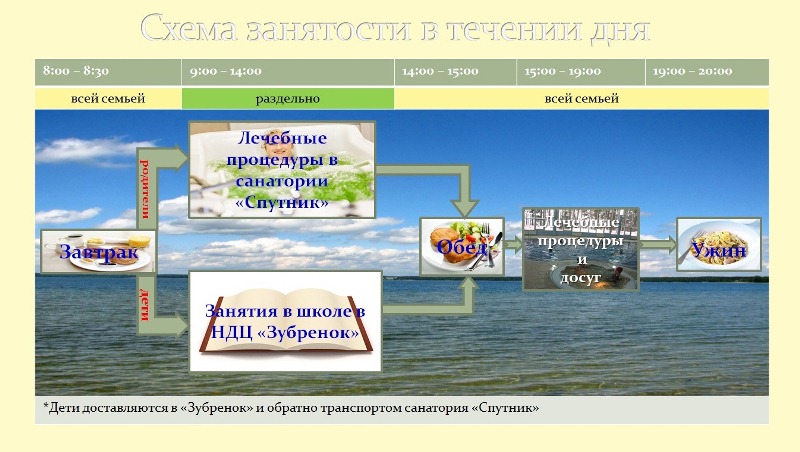 Схема занятости в течении дня
8:00 – 8:30
9:00 – 14:00
14:00 – 15:00
15:00 – 19:00
19:00 – 20:00
всей семьей
раздельно
всей семьей
родители
Лечебные
процедуры в
санатории
«Спутник»
Завтрак
Обед
Лечебные
процедуры
и
досуг
Ужин
дети
Занятия в школе в
НДЦ «Зубренок»
*Дети доставляются в «Зубренок» и обратно транспортом санатория «Спутник»